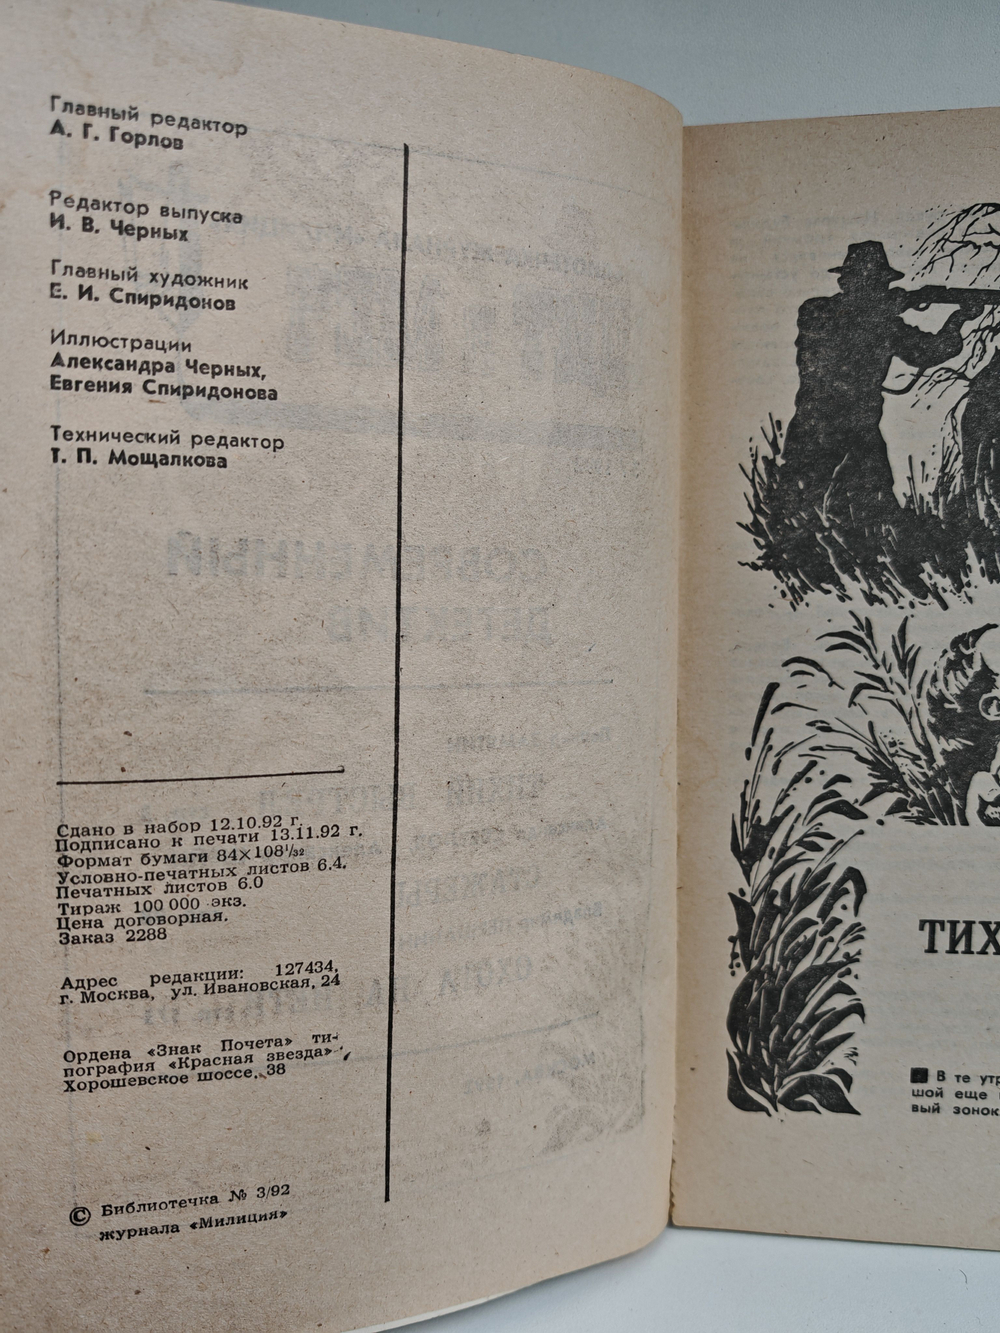 Главный редактор
А. Г. Горлов
Редактор выпуска
И. В. Черных
Главный художник
Е. И. Спиридонов
Иллюстрации
Александра Черных,
Евгения Спиридонова
Технический редактор
Т. П. Мощалкова
Сдано в набор 12.10.92 г.
Подписано к печати 13.11.92 г.
Формат бумаги 84×108 1/32
Условно-печатных листов 6.4.
Печатных листов 6.0
Тираж 100 000 экз.
Цена договорная.
Заказ 2288
Адрес редакции: 127434,
г. Москва, ул. Ивановская, 24
Ордена «Знак Почета» ти-
пография «Красная звезда»
Хорошевское шоссе, 38
© Библиотечка № 3/92
журнала «Милиция»
ТИХ
В те утр
шой еще
вый зонок